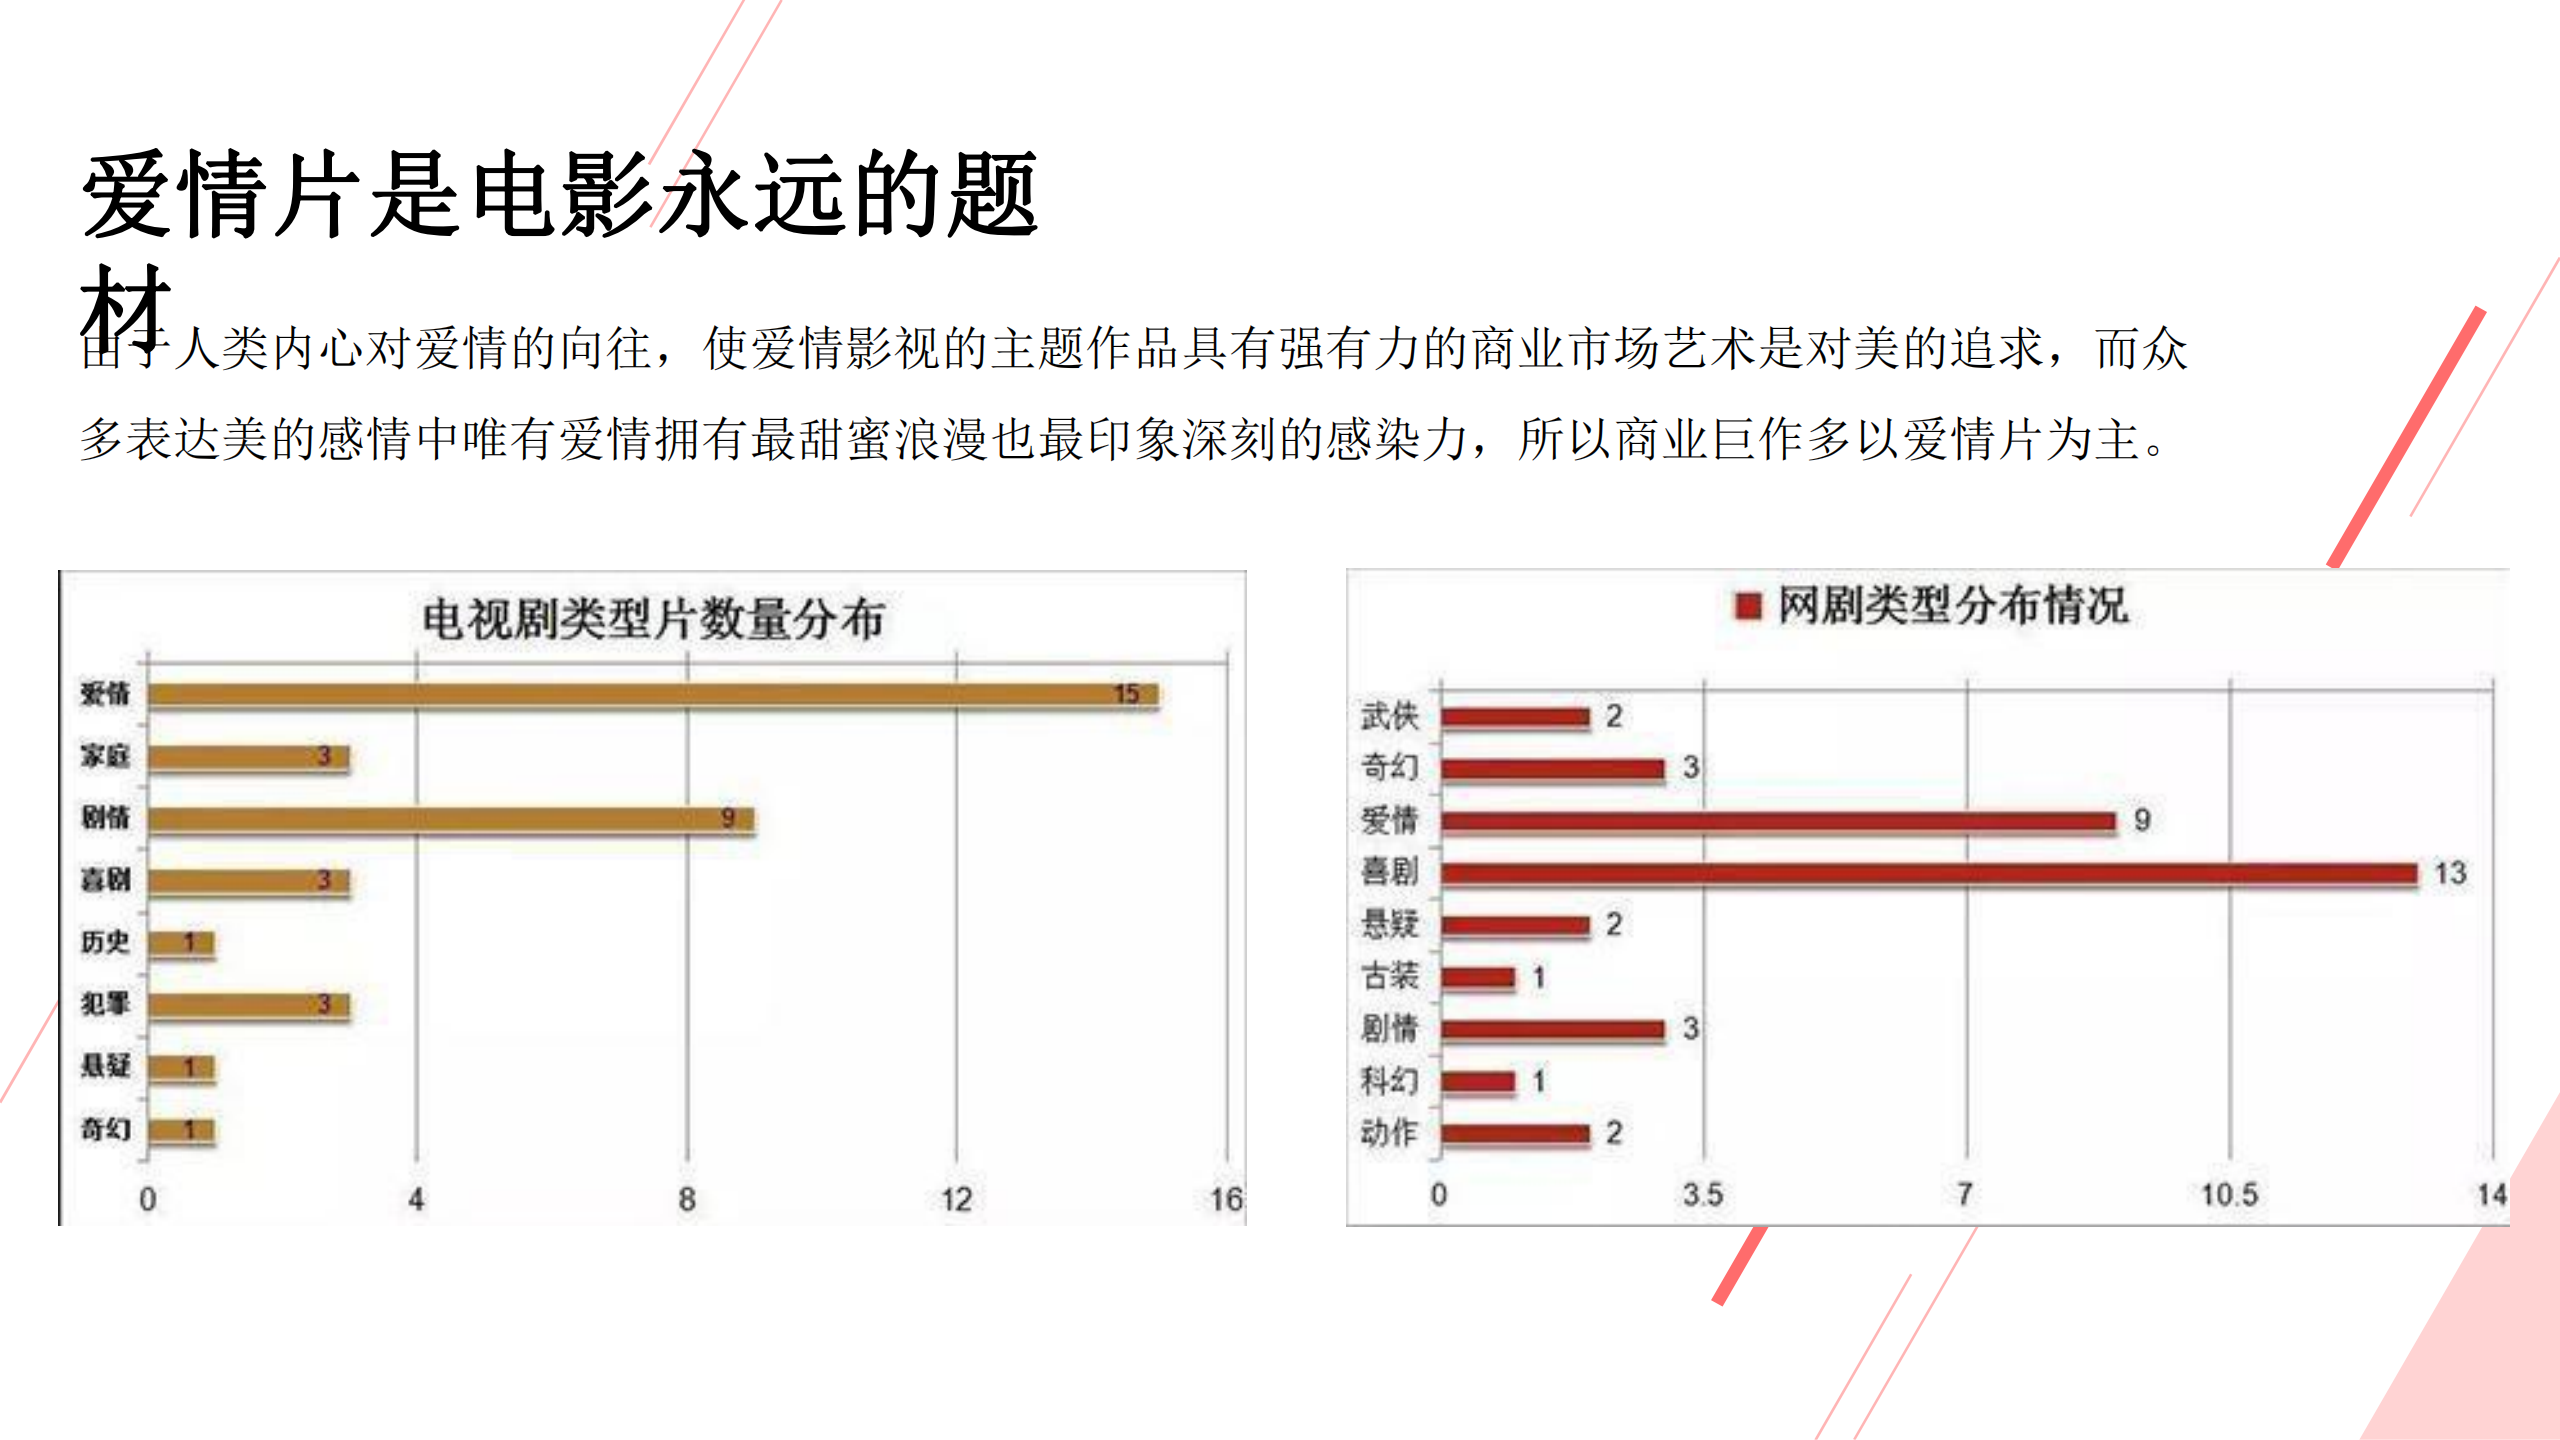 爱情片是电影永远的题
材
由于人类内心对爱情的向往，使爱情影视的主题作品具有强有力的商业市场艺术是对美的追求，而众
多表达美的感情中唯有爱情拥有最甜蜜浪漫也最印象深刻的感染力，所以商业巨作多以爱情片为主。
电视剧类型片数量分布
爱情 15
家庭 3
剧情 9
喜剧 3
历史 1
犯罪 3
悬疑 1
奇幻 1
0 4 8 12 16
网剧类型分布情况
武侠 2
奇幻 3
爱情 9
喜剧 13
悬疑 2
古装 1
剧情 3
科幻 1
动作 2
0 3.5 7 10.5 14